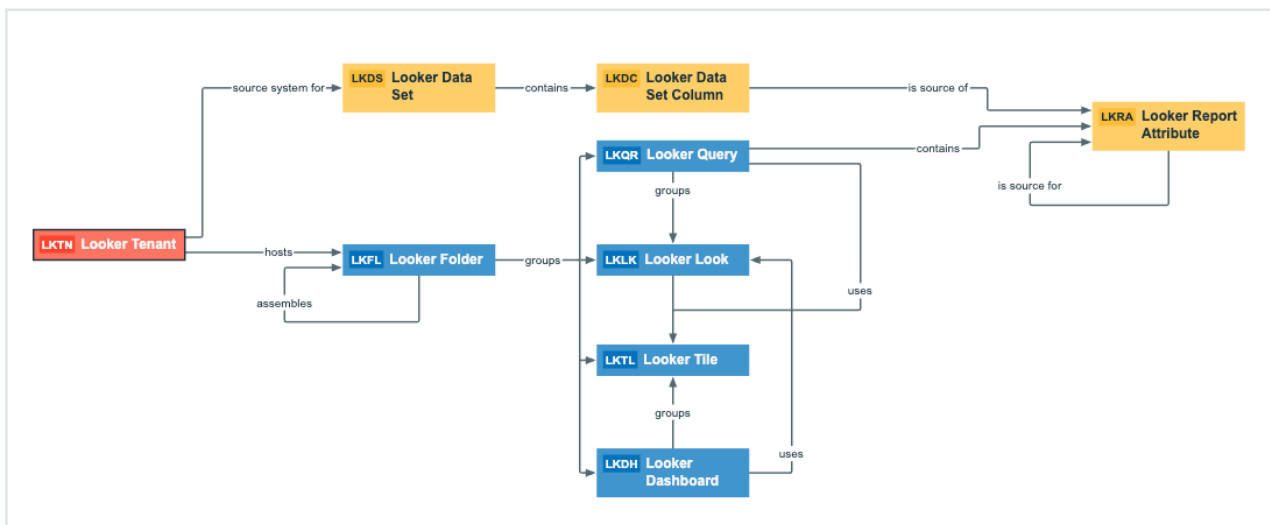 LKDS Looker Data
Set
LKDC Looker Data
Set Column
source system for
contains
is source of
LKRA Looker Report
Attribute
LKQR Looker Query
contains
groups
is source for
LKTN Looker Tenant
hosts
LKFL Looker Folder
groups
LKLK Looker Look
assembles
uses
LKTL Looker Tile
groups
uses
LKDH Looker
Dashboard